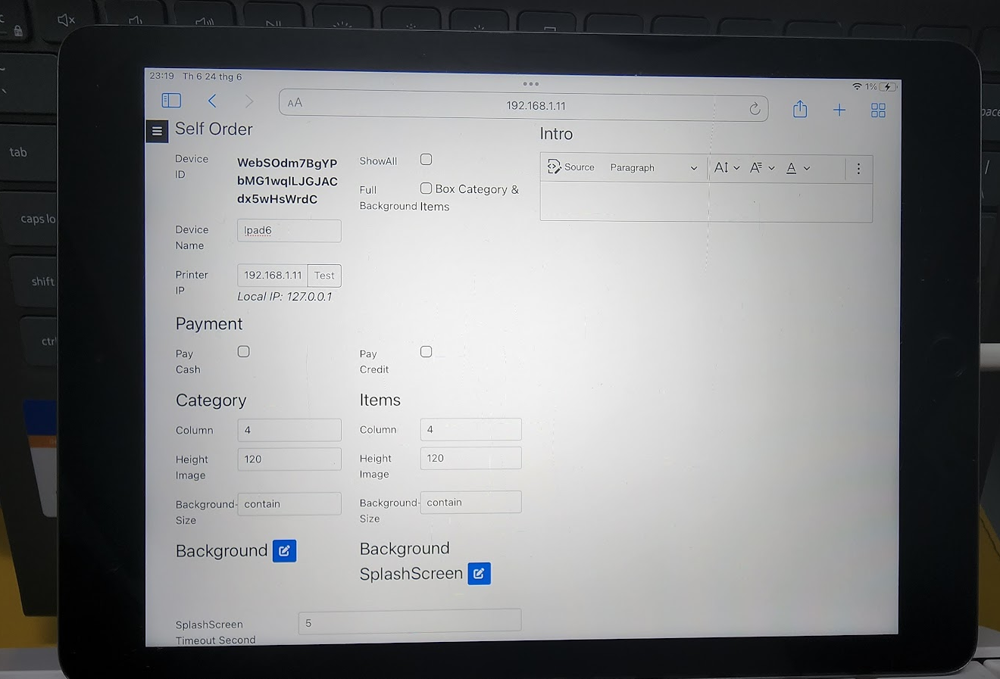 23:19 Th 6 24 thg 6
1%
AA
192.168.1.11
Self Order
Device
ID
WebSOdm7BgYP
bMG1wqlLJGJAC
dx5wHsWrdC
Device
Name
Ipad6
Printer
IP
192.168.1.11 Test
Local IP: 127.0.0.1
ShowAll
Full
Background
Box Category &
Items
Payment
Pay
Cash
Pay
Credit
Category
Column
4
Height
Image
120
Background-
Size
contain
Items
Column
4
Height
Image
120
Background-
Size
contain
Background
Background
SplashScreen
SplashScreen
Timeout Second
5
Intro
Source Paragraph
AI A A
tab
caps lo
shift
ctrl
pace